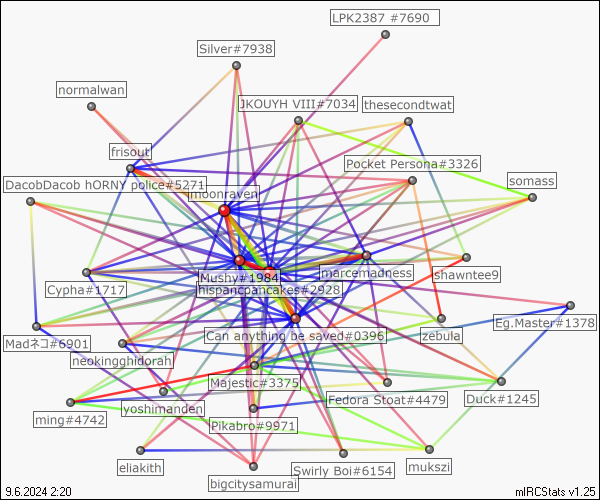 LPK2387 #7690
Silver#7938
normalwan
JKOUYH VIII#7034
thesecondtwat
frisout
Pocket Persona#3326
DacobDacob hORNY police#5271
moonraven
somass
Mushy#1984
marcemadness
shawntee9
Cypha#1717
hispancpancakes#2928
Eg.Master#1378
Madネコ#6901
Can anything be saved#0396
zebula
neokingghidorah
Majestic#3375
Fedora Stoat#4479
Duck#1245
yoshimanden
ming#4742
Pikabro#9971
eliakith
Swirly Boi#6154
mukszi
bigcitysamurai
9.6.2024 2:20
mIRCStats v1.25